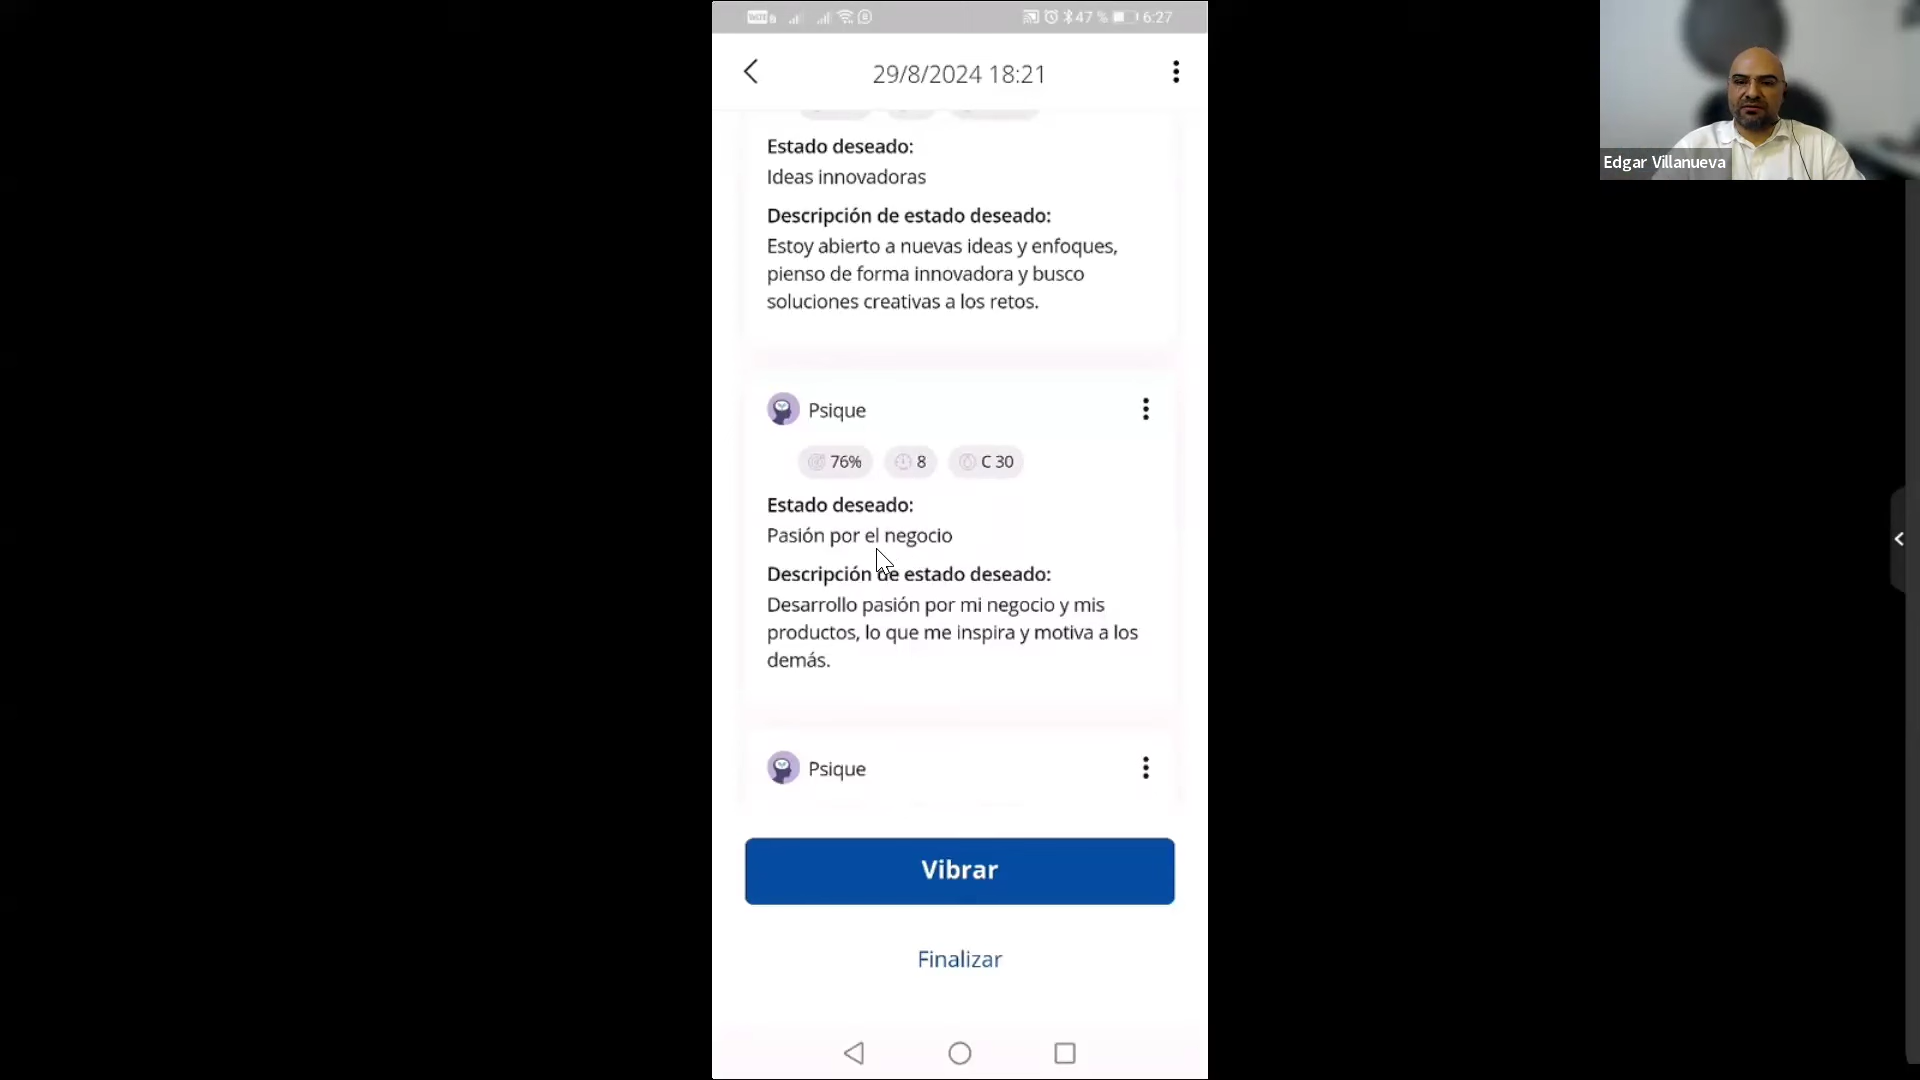 6:27
47 %
29/8/2024 18:21
Estado deseado:
Ideas innovadoras
Descripción de estado deseado:
Estoy abierto a nuevas ideas y enfoques,
pienso de forma innovadora y busco
soluciones creativas a los retos.
Psique
76%
8
C 30
Estado deseado:
Pasión por el negocio
Descripción de estado deseado:
Desarrollo pasión por mi negocio y mis
productos, lo que me inspira y motiva a los
demás.
Psique
Vibrar
Finalizar
Edgar Villanueva